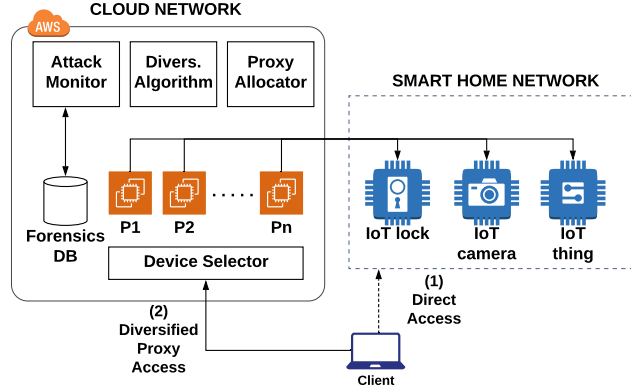 CLOUD NETWORK
AWS
Attack
Monitor
Divers.
Algorithm
Proxy
Allocator
SMART HOME NETWORK
P1
P2
.....
Pn
Forensics
DB
IoT lock
IoT
camera
IoT
thing
Device Selector
(1)
Direct
Access
(2)
Diversified
Proxy
Access
Client